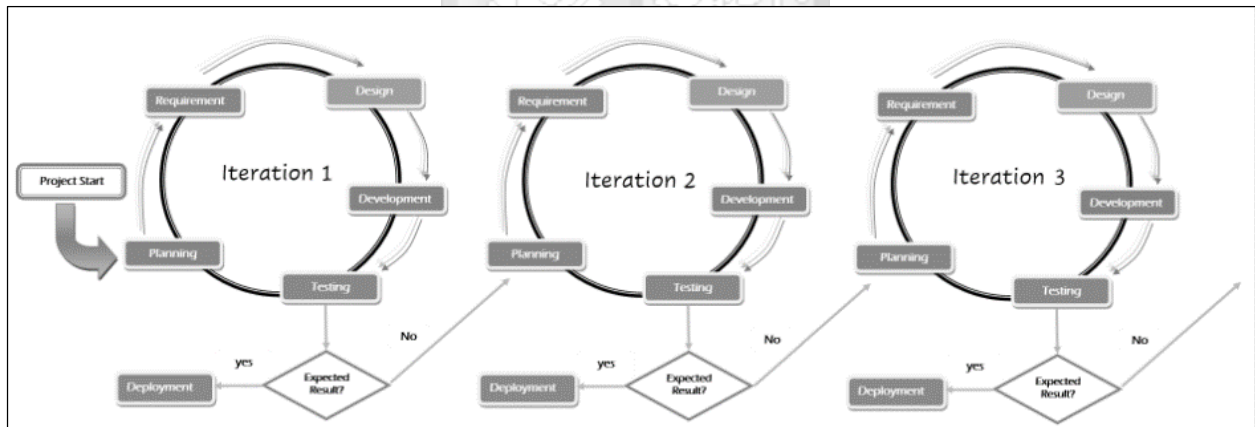 Project Start
Requirement
Design
Iteration 1
Development
Planning
Testing
yes
No
Deployment
Expected
Result?
Requirement
Design
Iteration 2
Development
Planning
Testing
yes
No
Deployment
Expected
Result?
Requirement
Design
Iteration 3
Development
Planning
Testing
yes
No
Deployment
Expected
Result?